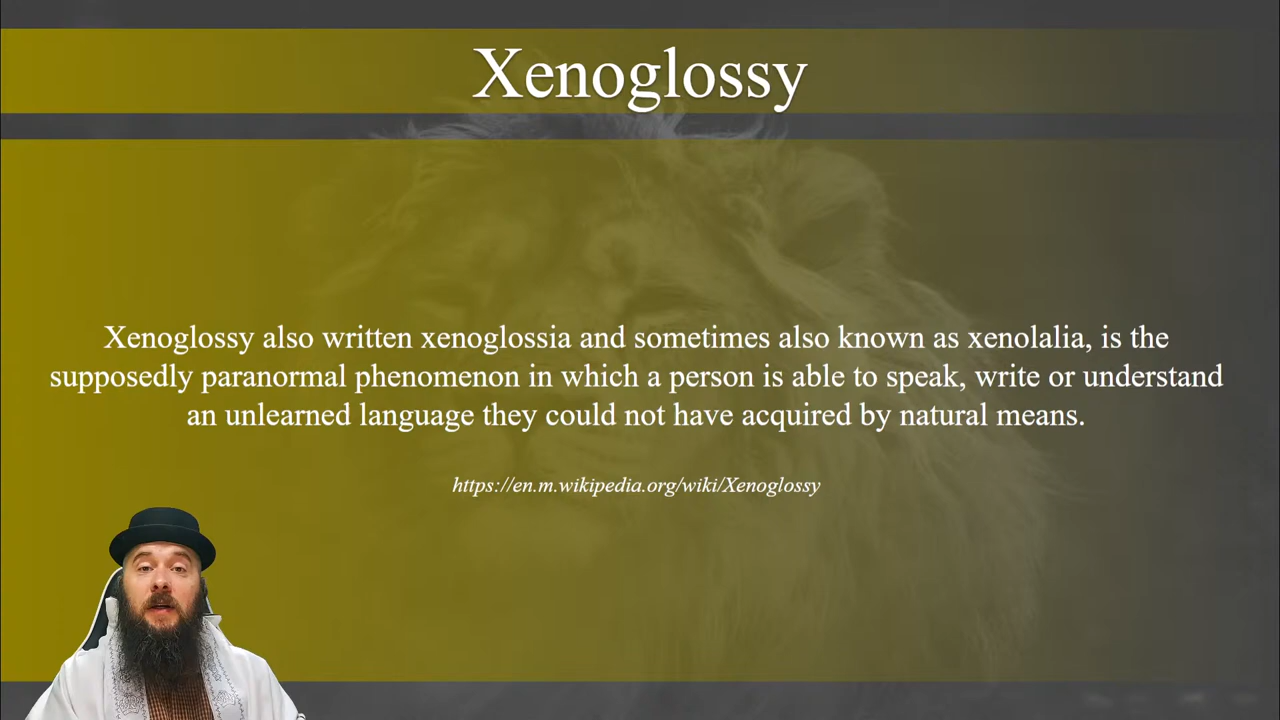 Xenoglossy
Xenoglossy also written xenoglossia and sometimes also known as xenolalia, is the
supposedly paranormal phenomenon in which a person is able to speak, write or understand
an unlearned language they could not have acquired by natural means.
https://en.m.wikipedia.org/wiki/Xenoglossy